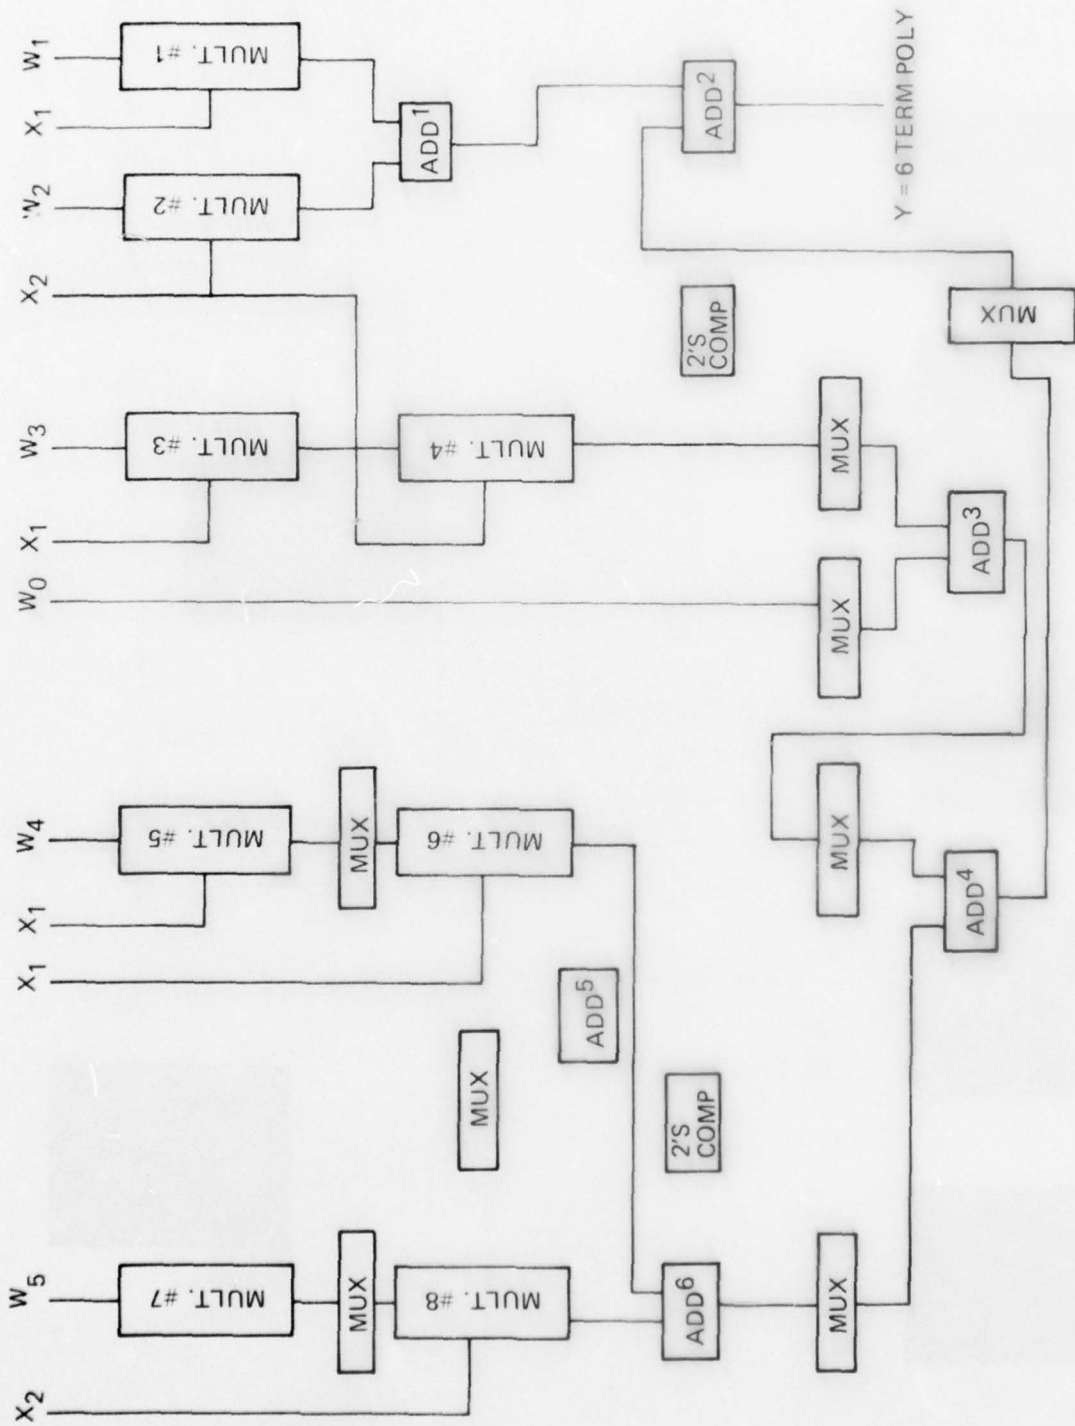 W1
X1
W2
X2
W3
X1
W0
W4
X1
X1
W5
X2
MULT. #1
MULT. #2
MULT. #3
MULT. #5
MULT. #7
ADD1
MUX
MUX
MULT. #4
MULT. #6
MULT. #8
MUX
ADD5
ADD2
2'S
COMP
2'S
COMP
ADD6
MUX
MUX
MUX
MUX
Y = 6 TERM POLY
ADD3
ADD4
MUX